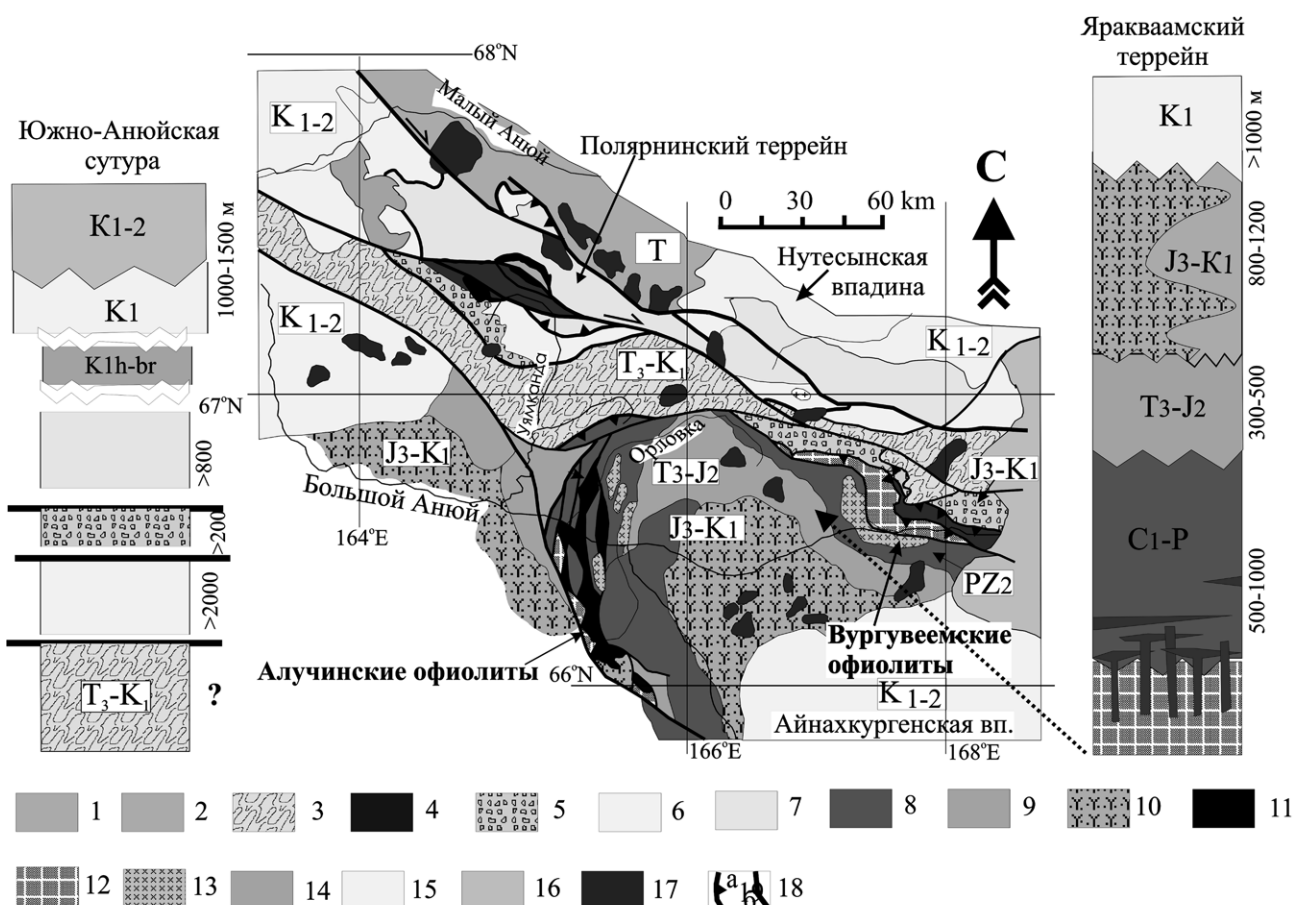 Южно-Анюйская
сутура
K1-2
K1
K1h-br
T3-K1
?
1000-1500 м
>800
>200
>2000
68°N
67°N
66°N
164°E
166°E
168°E
K 1-2
Малый Анюй
Полярнинский террейн
С
0 30 60 km
T
Нутесынская
впадина
K 1-2
K 1-2
Уямканда
T3-K1
J3-K1
Орловка
T3-J2
J3-K1
Большой Анюй
J3-K1
PZ2
Вургувеемские
офиолиты
Алучинские офиолиты
K 1-2
Айнахкургенская вп.
Яракваамский
террейн
K1
J3-K1
T3-J2
C1-P
>1000 м
800-1200
300-500
500-1000
1 2 3 4 5 6 7 8 9 10 11
12 13 14 15 16 17 18
а